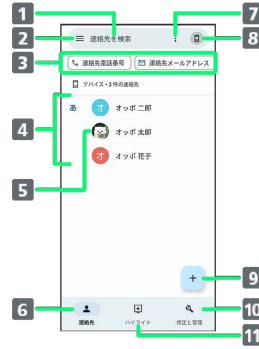 1
7
2
連絡先を検索
8
3
連絡先電話番号
連絡先メールアドレス
デバイス・3件の連絡先
あ
オ
オッポ 二郎
4
オッポ 太郎
オ
オッポ 花子
5
+
9
6
連絡先
ハイライト
修正と管理
10
11